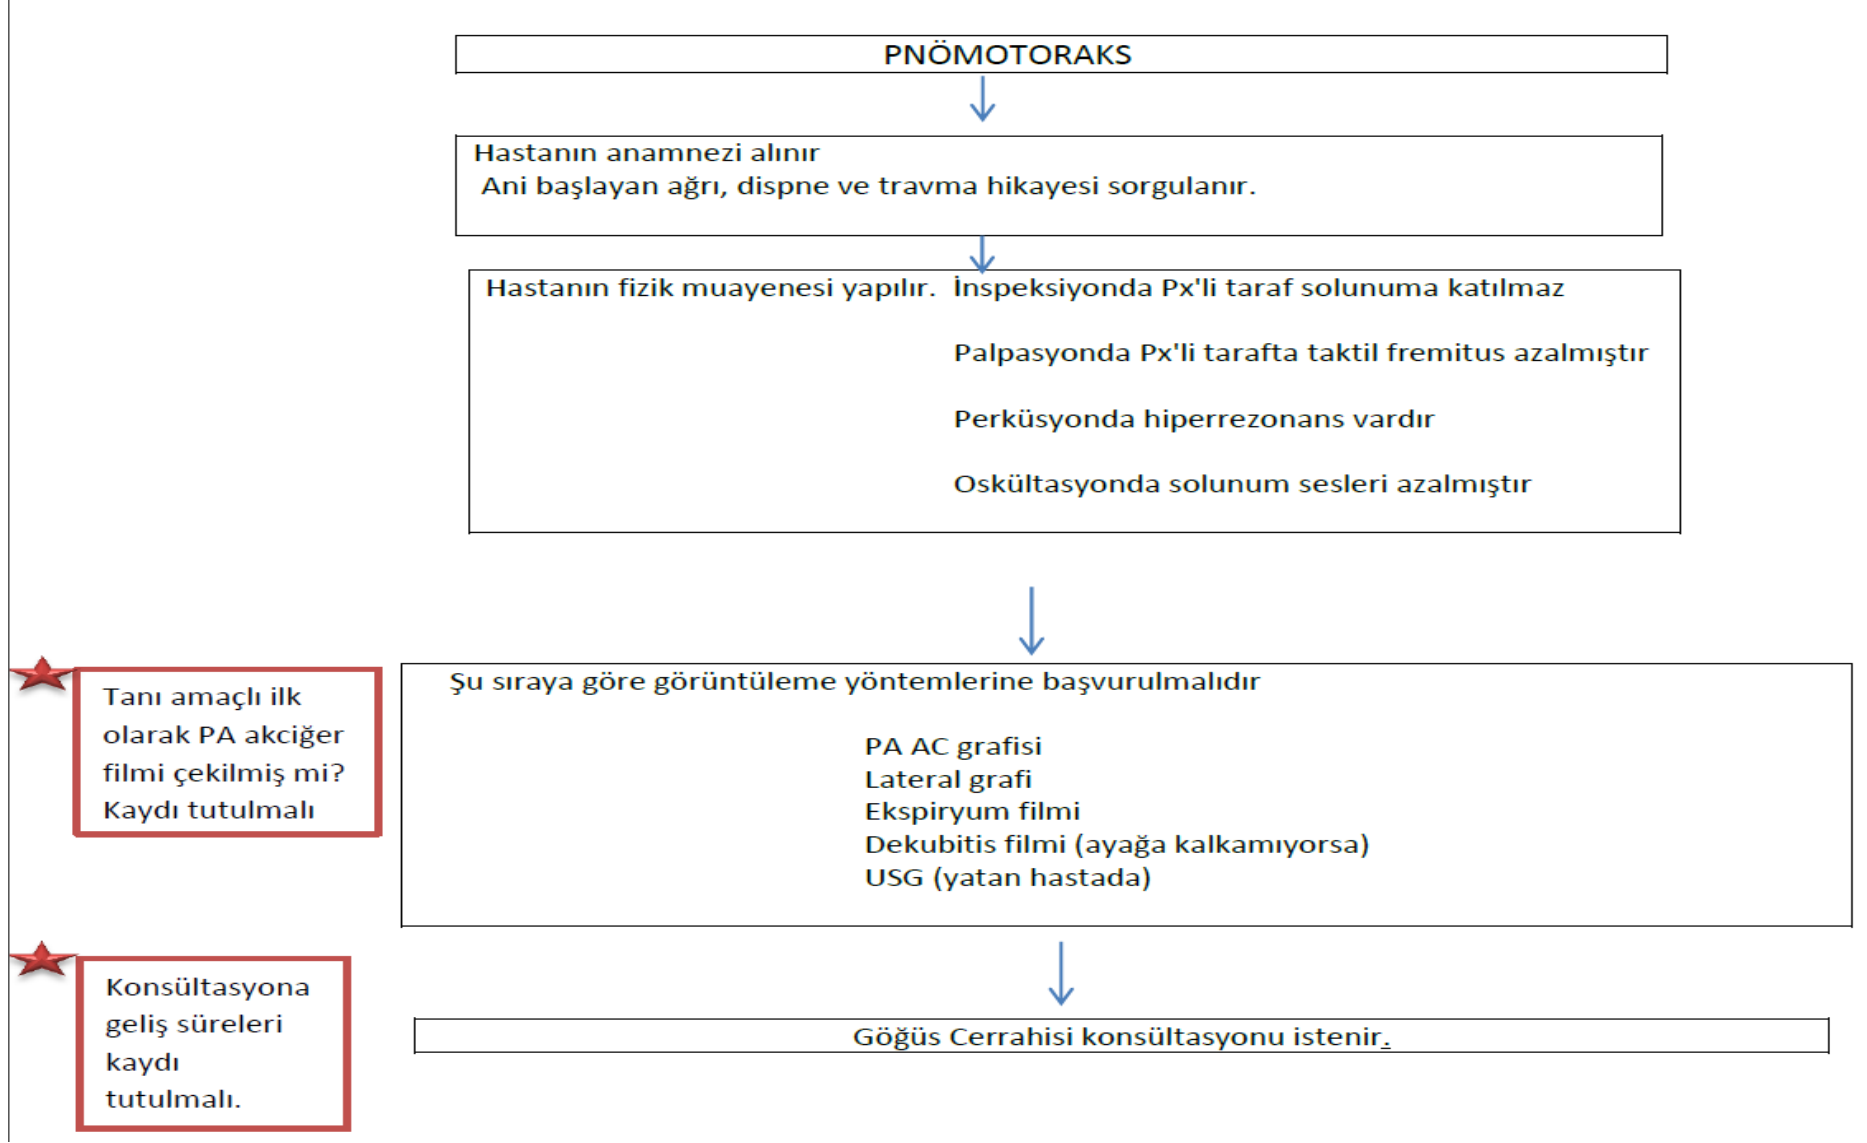 PNÖMOTORAKS
Hastanın anamnezi alınır
Ani başlayan ağrı, dispne ve travma hikayesi sorgulanır.
Hastanın fizik muayenesi yapılır. İnspeksiyonda Px'li taraf solunuma katılmaz
Palpasyonda Px'li tarafta taktil fremitus azalmıştır
Perküsyonda hiperrezonans vardır
Oskültasyonda solunum sesleri azalmıştır
Tanı amaçlı ilk
olarak PA akciğer
filmi çekilmiş mi?
Kaydı tutulmalı
Şu sıraya göre görüntüleme yöntemlerine başvurulmalıdır
PA AC grafisi
Lateral grafi
Ekspiryum filmi
Dekubitis filmi (ayağa kalkamıyorsa)
USG (yatan hastada)
Konsültasyona
geliş süreleri
kaydı
tutulmalı.
Göğüs Cerrahisi konsültasyonu istenir.